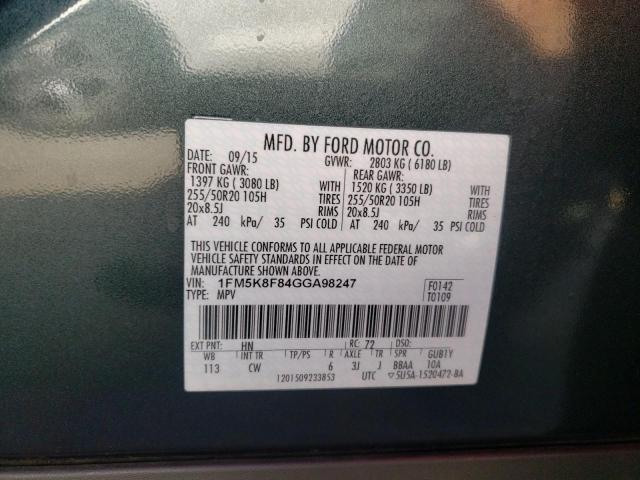 MFD. BY FORD MOTOR CO.
DATE: 09/15 GVWR: 2803 KG ( 6180 LB)
FRONT GAWR: REAR GAWR:
1397 KG ( 3080 LB) WITH 1520 KG ( 3350 LB) WITH
255/50R20 105H TIRES 255/50R20 105H TIRES
20x8.5J RIMS 20x8.5J RIMS
AT 240 kPa/ 35 PSI COLD AT 240 kPa/ 35 PSI COLD
THIS VEHICLE CONFORMS TO ALL APPLICABLE FEDERAL MOTOR
VEHICLE SAFETY STANDARDS IN EFFECT ON THE DATE OF
MANUFACTURE SHOWN ABOVE.
VIN: 1FM5K8F84GGA98247 F0142
TYPE: MPV T0109
EXT PNT: HN RC: 72 DSO:
WB INT TR TP/PS R AXLE TR SPR GUB1Y
113 CW 6 3J J BBAA 10A
1201509233853 UTC 5U5A-1520472-BA